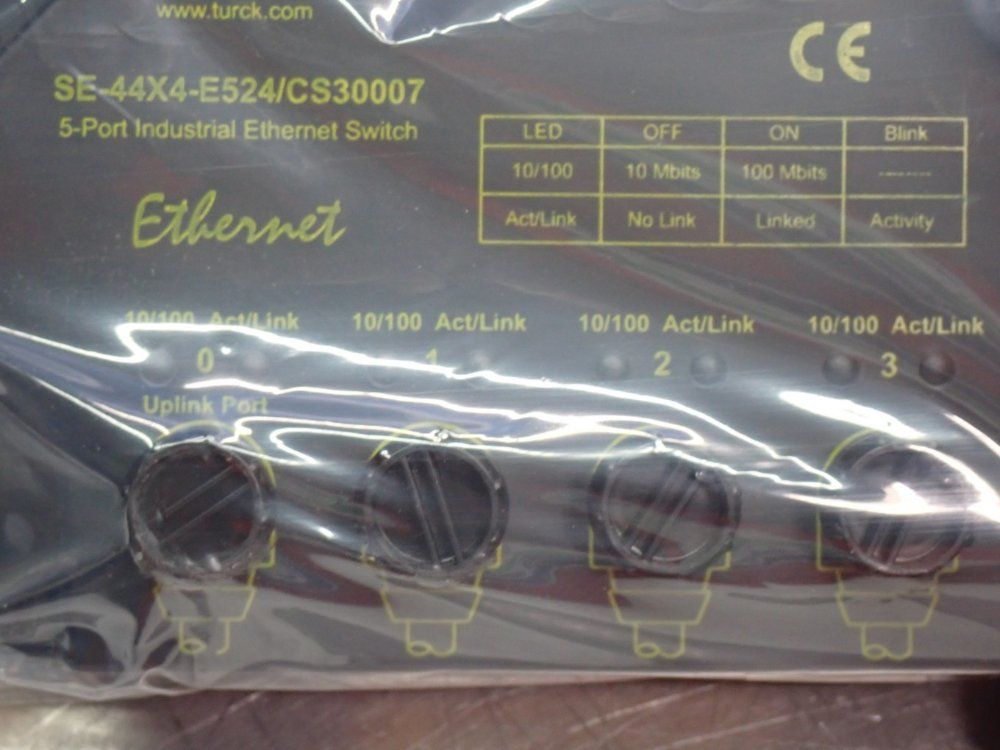 www.turck.com
CE
SE-44X4-E524/CS30007
5-Port Industrial Ethernet Switch
LED OFF ON Blink
10/100 10 Mbits 100 Mbits -------
Act/Link No Link Linked Activity
Ethernet
10/100 Act/Link 10/100 Act/Link 10/100 Act/Link 10/100 Act/Link
0 1 2 3
Uplink Port